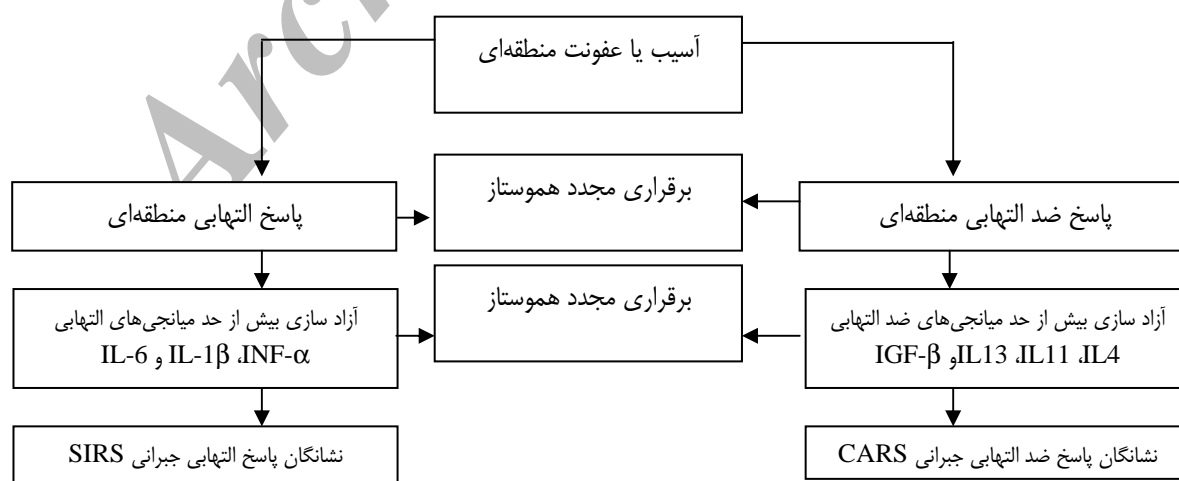 آسیب یا عفونت منطقه‌ای
پاسخ التهابی منطقه‌ای
برقراری مجدد هموستاز
پاسخ ضد التهابی منطقه‌ای
آزاد سازی بیش از حد میانجی‌های التهابی
INF-α، IL-1β و IL-6
برقراری مجدد هموستاز
آزاد سازی بیش از حد میانجی‌های ضد التهابی
IL4، IL11، IL13و IGF-β
نشانگان پاسخ التهابی جبرانی SIRS
نشانگان پاسخ ضد التهابی جبرانی CARS